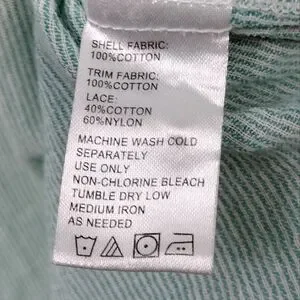 SHELL FABRIC:
100%COTTON
TRIM FABRIC:
100%COTTON
LACE:
40%COTTON
60%NYLON
MACHINE WASH COLD
SEPARATELY
USE ONLY
NON-CHLORINE BLEACH
TUMBLE DRY LOW
MEDIUM IRON
AS NEEDED